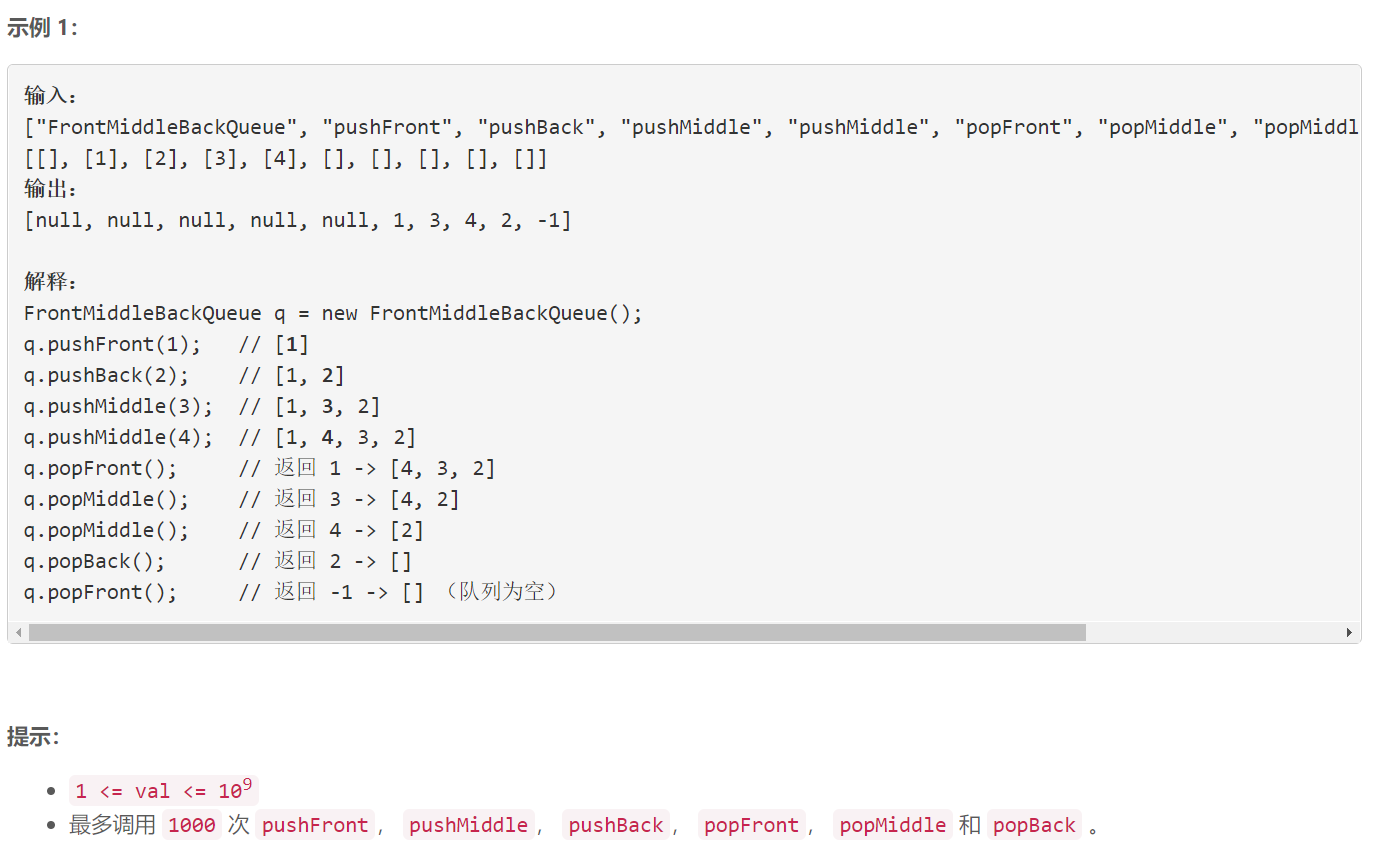 示例 1：
输入：
["FrontMiddleBackQueue", "pushFront", "pushBack", "pushMiddle", "pushMiddle", "popFront", "popMiddle", "popMiddl
[[], [1], [2], [3], [4], [], [], [], [], []]
输出：
[null, null, null, null, null, 1, 3, 4, 2, -1]
解释：
FrontMiddleBackQueue q = new FrontMiddleBackQueue();
q.pushFront(1);   // [1]
q.pushBack(2);    // [1, 2]
q.pushMiddle(3);  // [1, 3, 2]
q.pushMiddle(4);  // [1, 4, 3, 2]
q.popFront();     // 返回 1 -> [4, 3, 2]
q.popMiddle();    // 返回 3 -> [4, 2]
q.popMiddle();    // 返回 4 -> [2]
q.popBack();      // 返回 2 -> []
q.popFront();     // 返回 -1 -> [] （队列为空）
提示：
1 <= val <= 10⁹
最多调用 1000 次 pushFront， pushMiddle， pushBack， popFront， popMiddle 和 popBack 。